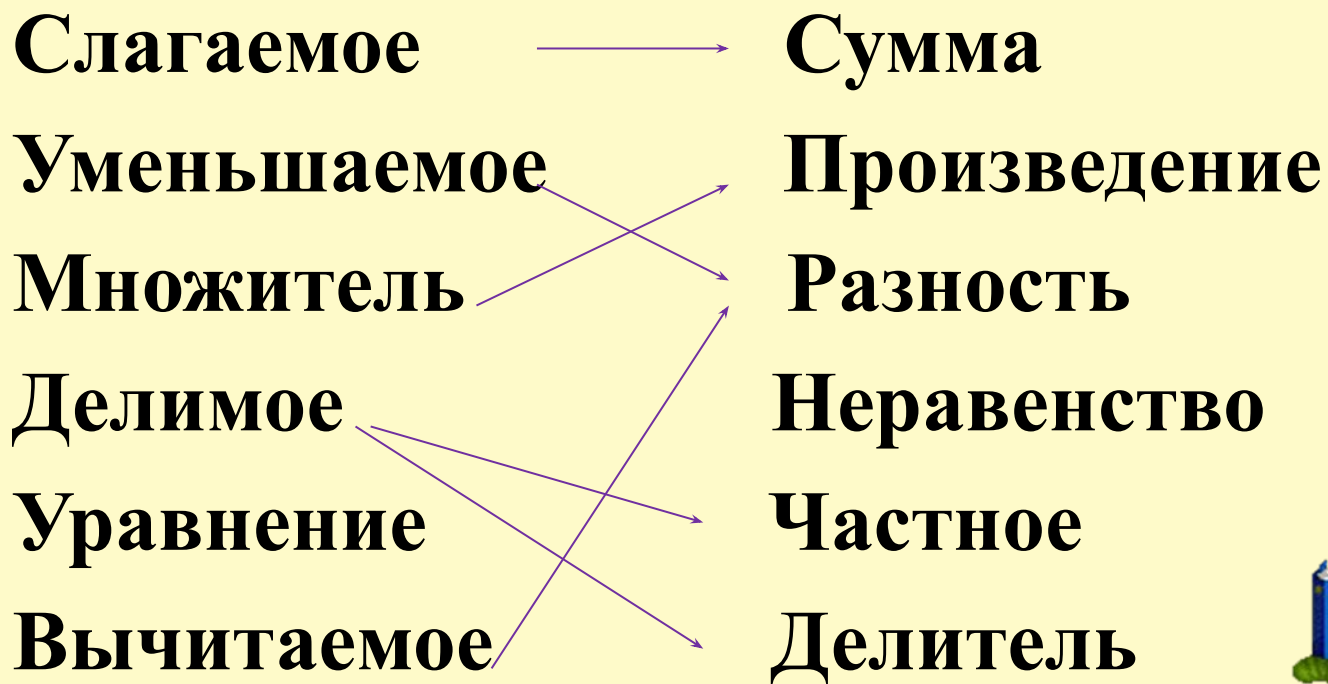 Слагаемое Сумма
Уменьшаемое Произведение
Множитель Разность
Делимое Неравенство
Уравнение Частное
Вычитаемое Делитель